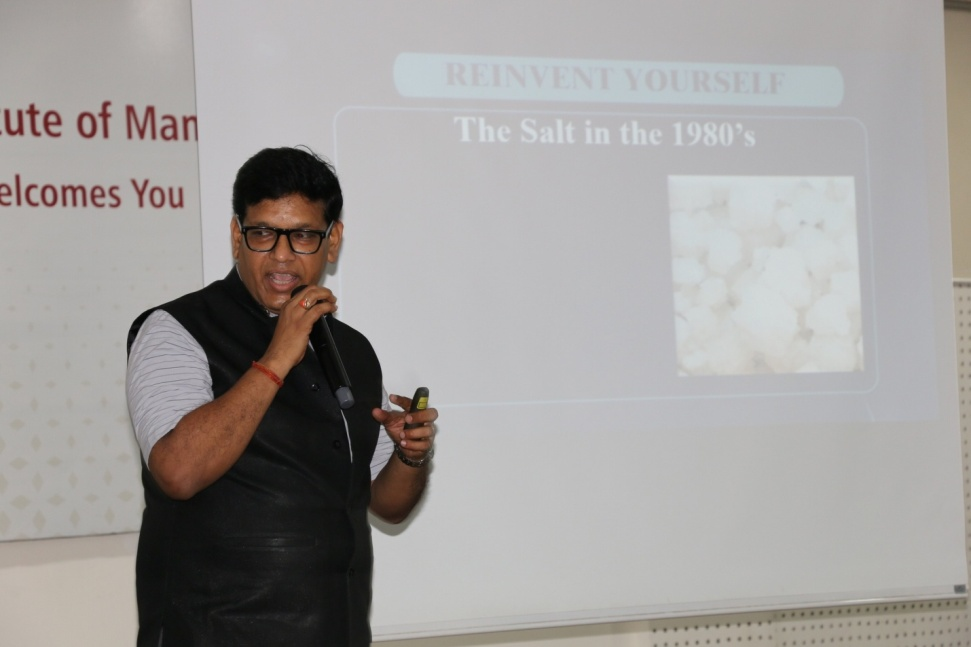 ute of Man
elcomes You
REINVENT YOURSELF
The Salt in the 1980's